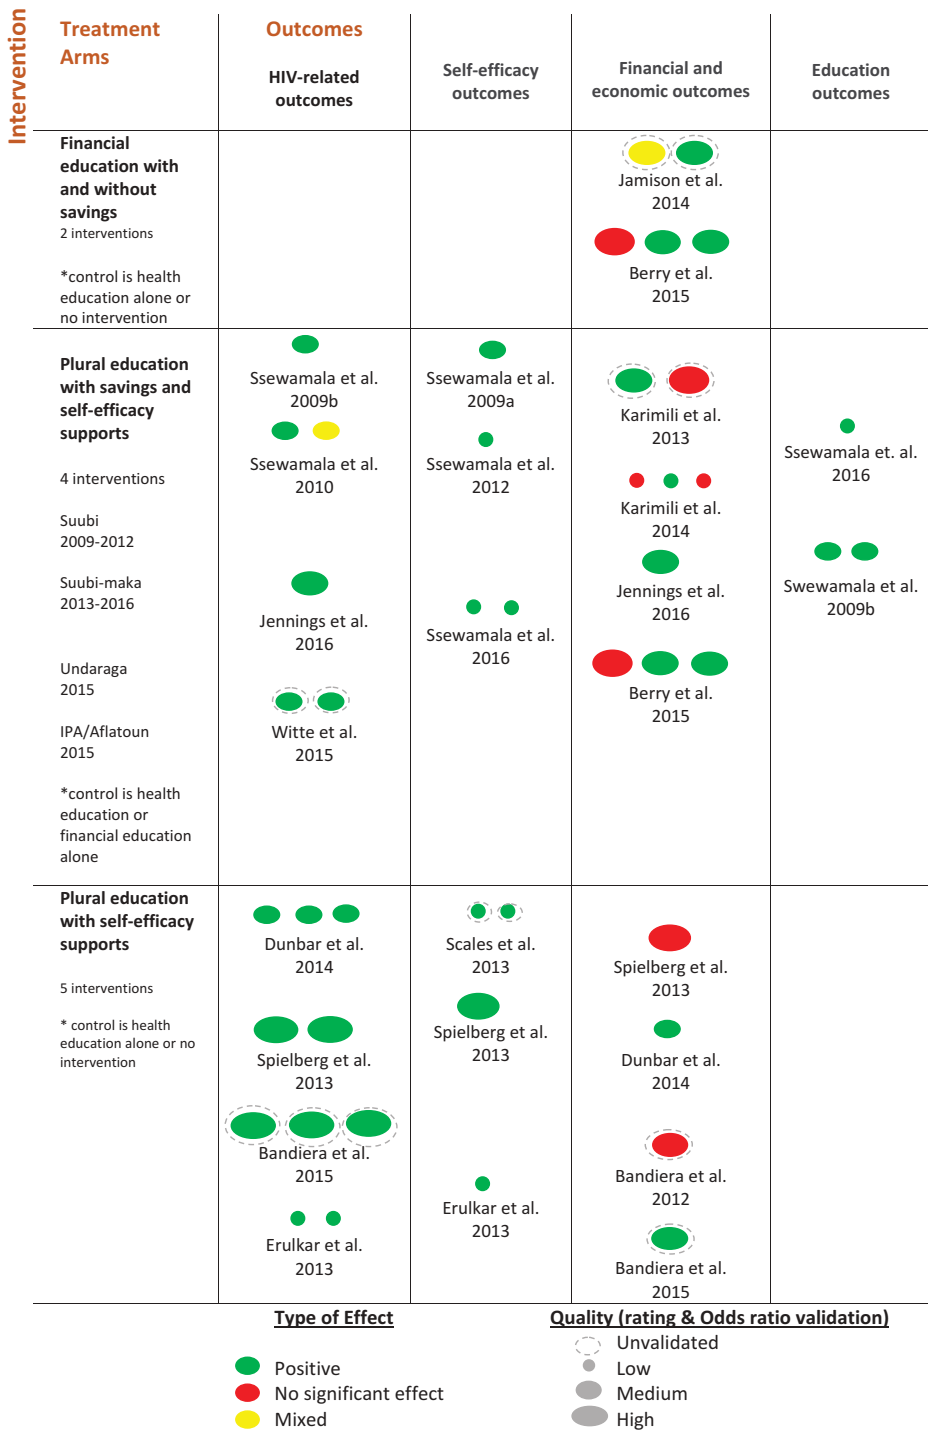 Intervention
Treatment
Arms
Outcomes
HIV-related
outcomes
Self-efficacy
outcomes
Financial and
economic outcomes
Education
outcomes
Financial
education with
and without
savings
2 interventions
*control is health
education alone or
no intervention
Jamison et al.
2014
Berry et al.
2015
Plural education
with savings and
self-efficacy
supports
4 interventions
Suubi
2009-2012
Suubi-maka
2013-2016
Undaraga
2015
IPA/Aflatoun
2015
*control is health
education or
financial education
alone
Ssewamala et al.
2009b
Ssewamala et al.
2010
Jennings et al.
2016
Witte et al.
2015
Ssewamala et al.
2009a
Ssewamala et al.
2012
Ssewamala et al.
2016
Karimili et al.
2013
Karimili et al.
2014
Jennings et al.
2016
Berry et al.
2015
Ssewamala et. al.
2016
Swewamala et al.
2009b
Plural education
with self-efficacy
supports
5 interventions
* control is health
education alone or no
intervention
Dunbar et al.
2014
Spielberg et al.
2013
Bandiera et al.
2015
Erulkar et al.
2013
Scales et al.
2013
Spielberg et al.
2013
Erulkar et al.
2013
Spielberg et al.
2013
Dunbar et al.
2014
Bandiera et al.
2012
Bandiera et al.
2015
Type of Effect
Positive
No significant effect
Mixed
Quality (rating & Odds ratio validation)
Unvalidated
Low
Medium
High